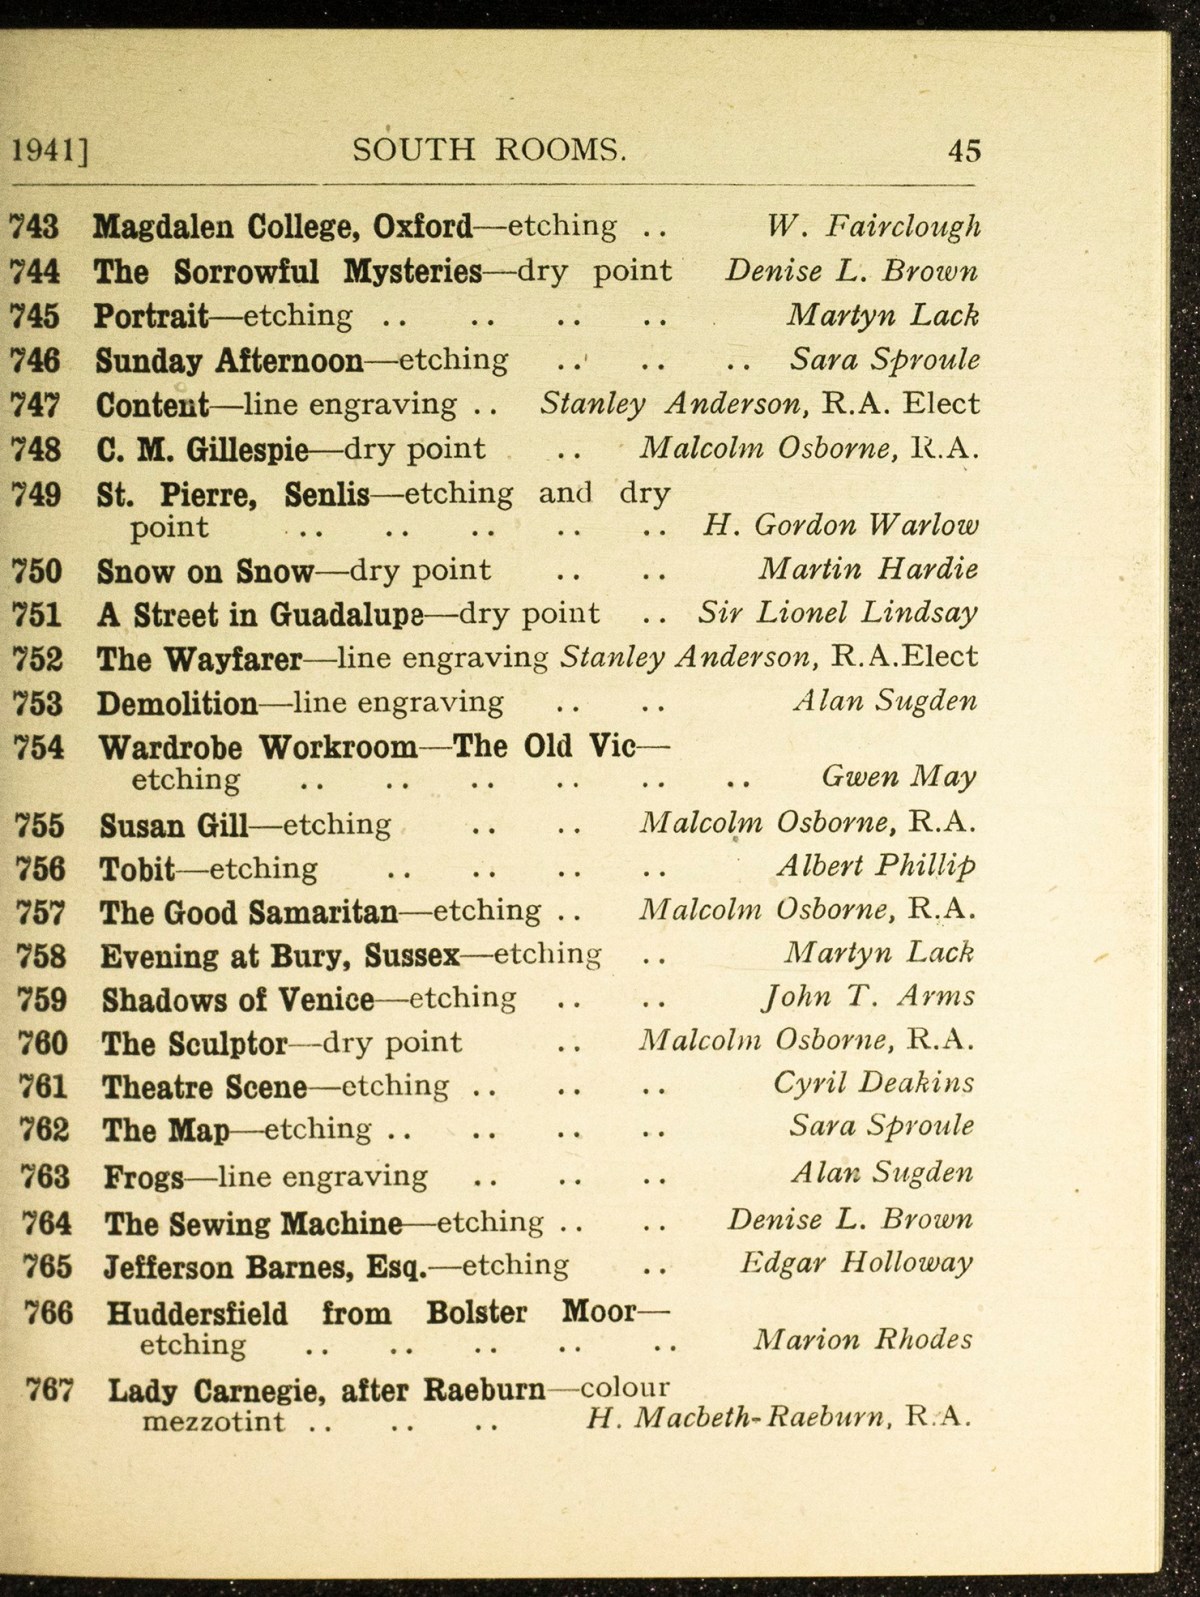 1941] SOUTH ROOMS. 45
743 Magdalen College, Oxford—etching .. W. Fairclough
744 The Sorrowful Mysteries—dry point Denise L. Brown
745 Portrait—etching .. .. .. .. Martyn Lack
746 Sunday Afternoon—etching .. .. .. Sara Sproule
747 Content—line engraving .. Stanley Anderson, R.A. Elect
748 C. M. Gillespie—dry point .. Malcolm Osborne, R.A.
749 St. Pierre, Senlis—etching and dry
point .. .. .. .. .. H. Gordon Warlow
750 Snow on Snow—dry point .. .. Martin Hardie
751 A Street in Guadalupe—dry point .. Sir Lionel Lindsay
752 The Wayfarer—line engraving Stanley Anderson, R.A.Elect
753 Demolition—line engraving .. .. Alan Sugden
754 Wardrobe Workroom—The Old Vic—
etching .. .. .. .. .. .. Gwen May
755 Susan Gill—etching .. .. Malcolm Osborne, R.A.
756 Tobit—etching .. .. .. .. Albert Phillip
757 The Good Samaritan—etching .. Malcolm Osborne, R.A.
758 Evening at Bury, Sussex—etching .. Martyn Lack
759 Shadows of Venice—etching .. .. John T. Arms
760 The Sculptor—dry point .. Malcolm Osborne, R.A.
761 Theatre Scene—etching .. .. .. Cyril Deakins
762 The Map—etching .. .. .. .. Sara Sproule
763 Frogs—line engraving .. .. .. Alan Sugden
764 The Sewing Machine—etching .. .. Denise L. Brown
765 Jefferson Barnes, Esq.—etching .. Edgar Holloway
766 Huddersfield from Bolster Moor—
etching .. .. .. .. .. Marion Rhodes
767 Lady Carnegie, after Raeburn—colour
mezzotint .. .. .. H. Macbeth-Raeburn, R.A.